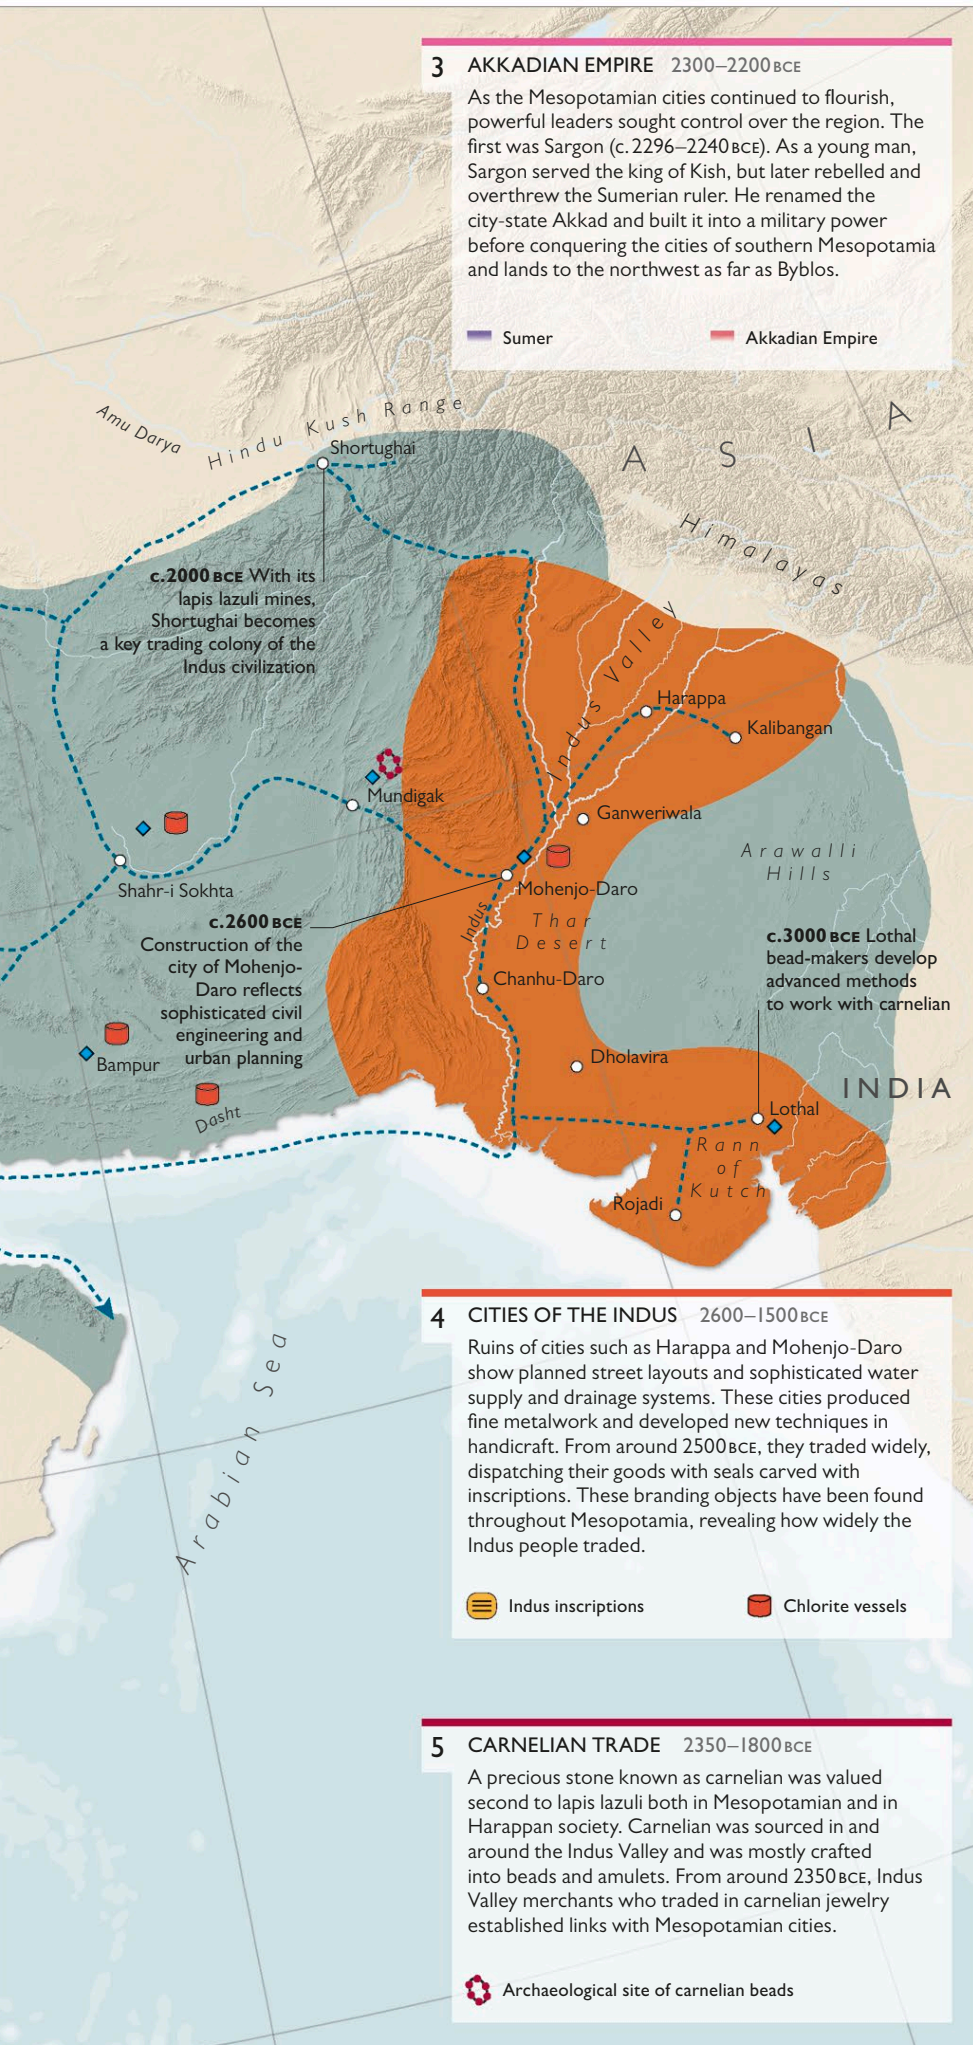 3 AKKADIAN EMPIRE 2300–2200 BCE
As the Mesopotamian cities continued to flourish,
powerful leaders sought control over the region. The
first was Sargon (c. 2296–2240 BCE). As a young man,
Sargon served the king of Kish, but later rebelled and
overthrew the Sumerian ruler. He renamed the
city-state Akkad and built it into a military power
before conquering the cities of southern Mesopotamia
and lands to the northwest as far as Byblos.
Sumer
Akkadian Empire
Amu Darya
Hindu Kush Range
ASIA
Shortughai
Himalayas
c.2000 BCE With its
lapis lazuli mines,
Shortughai becomes
a key trading colony of the
Indus civilization
Indus Valley
Harappa
Kalibangan
Mundigak
Ganweriwala
Arawalli
Hills
Shahr-i Sokhta
Mohenjo-Daro
Indus
Thar
Desert
c.2600 BCE
Construction of the
city of Mohenjo-
Daro reflects
sophisticated civil
engineering and
urban planning
c.3000 BCE Lothal
bead-makers develop
advanced methods
to work with carnelian
Chanhu-Daro
Bampur
Dholavira
Dasht
INDIA
Lothal
Rann
of
Kutch
Rojadi
Arabian Sea
4 CITIES OF THE INDUS 2600–1500 BCE
Ruins of cities such as Harappa and Mohenjo-Daro
show planned street layouts and sophisticated water
supply and drainage systems. These cities produced
fine metalwork and developed new techniques in
handicraft. From around 2500 BCE, they traded widely,
dispatching their goods with seals carved with
inscriptions. These branding objects have been found
throughout Mesopotamia, revealing how widely the
Indus people traded.
Indus inscriptions
Chlorite vessels
5 CARNELIAN TRADE 2350–1800 BCE
A precious stone known as carnelian was valued
second to lapis lazuli both in Mesopotamian and in
Harappan society. Carnelian was sourced in and
around the Indus Valley and was mostly crafted
into beads and amulets. From around 2350 BCE, Indus
Valley merchants who traded in carnelian jewelry
established links with Mesopotamian cities.
Archaeological site of carnelian beads